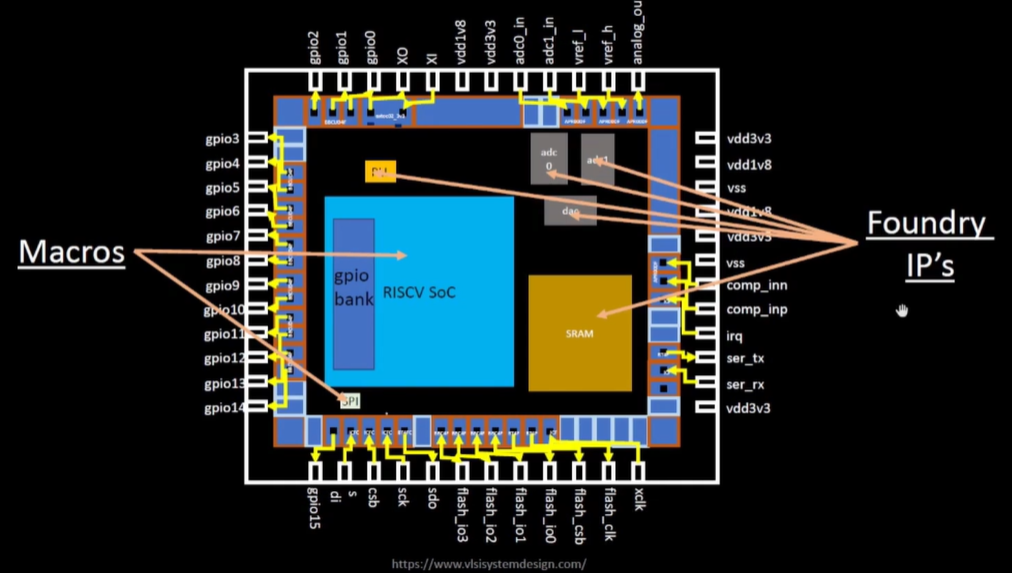 gpio2
gpio1
gpio0
XO
XI
vdd1v8
vdd3v3
adc0_in
adc1_in
vref_l
vref_h
analog_ou
gpio3
gpio4
gpio5
gpio6
gpio7
gpio8
gpio9
gpio10
gpio11
gpio12
gpio13
gpio14
Macros
adc
0
gpio
bank
RISCV SoC
SRAM
SPI
vdd3v3
vdd1v8
vss
vdd1v8
vdd3v3
vss
comp_inn
comp_inp
irq
ser_tx
ser_rx
vdd3v3
Foundry
IP's
gpio15
di
s
csb
sck
sdo
flash_io3
flash_io2
flash_io1
flash_io0
flash_csb
flash_clk
xclk
https://www.vlsisystemdesign.com/